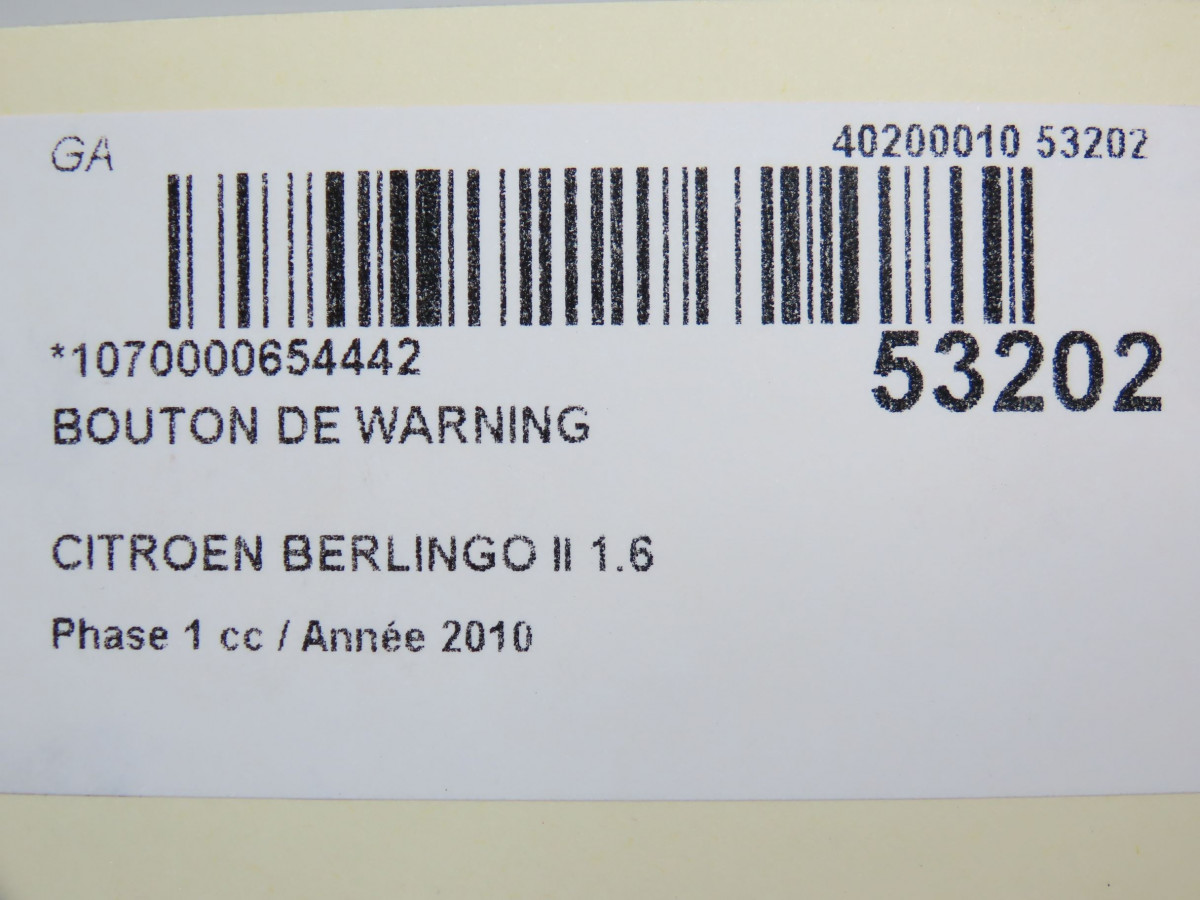 GA
40200010 53202
*1070000654442
53202
BOUTON DE WARNING
CITROEN BERLINGO II 1.6
Phase 1 cc / Année 2010